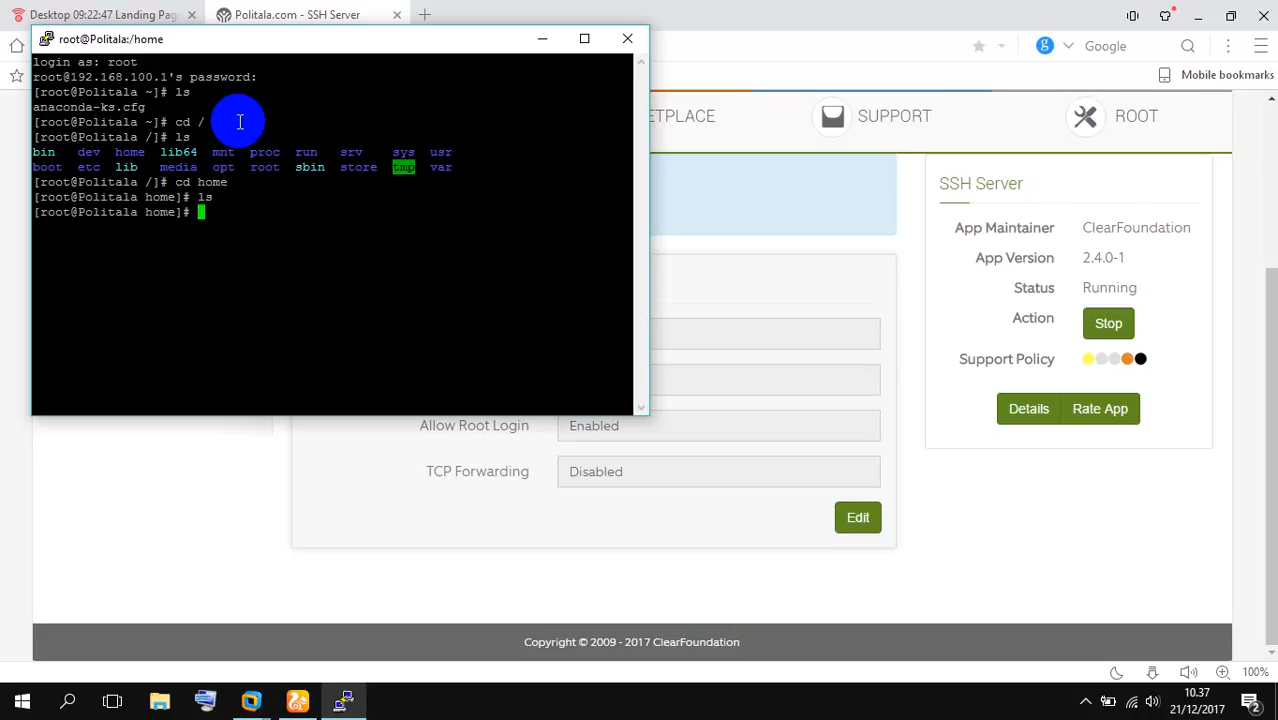 Desktop 09:22:47 Landing Pag
Politala.com - SSH Server
root@Politala:/home
Google
Mobile bookmarks
login as: root
root@192.168.100.1's password:
[root@Politala ~]# ls
anaconda-ks.cfg
[root@Politala ~]# cd /
[root@Politala /]# ls
bin dev home lib64 mnt proc run srv sys usr
boot etc lib media opt root sbin store tmp var
[root@Politala /]# cd home
[root@Politala home]# ls
[root@Politala home]#
ETPLACE
SUPPORT
ROOT
SSH Server
App Maintainer ClearFoundation
App Version 2.4.0-1
Status Running
Action Stop
Support Policy
Details Rate App
Allow Root Login Enabled
TCP Forwarding Disabled
Edit
Copyright © 2009 - 2017 ClearFoundation
100%
10.37
21/12/2017
2